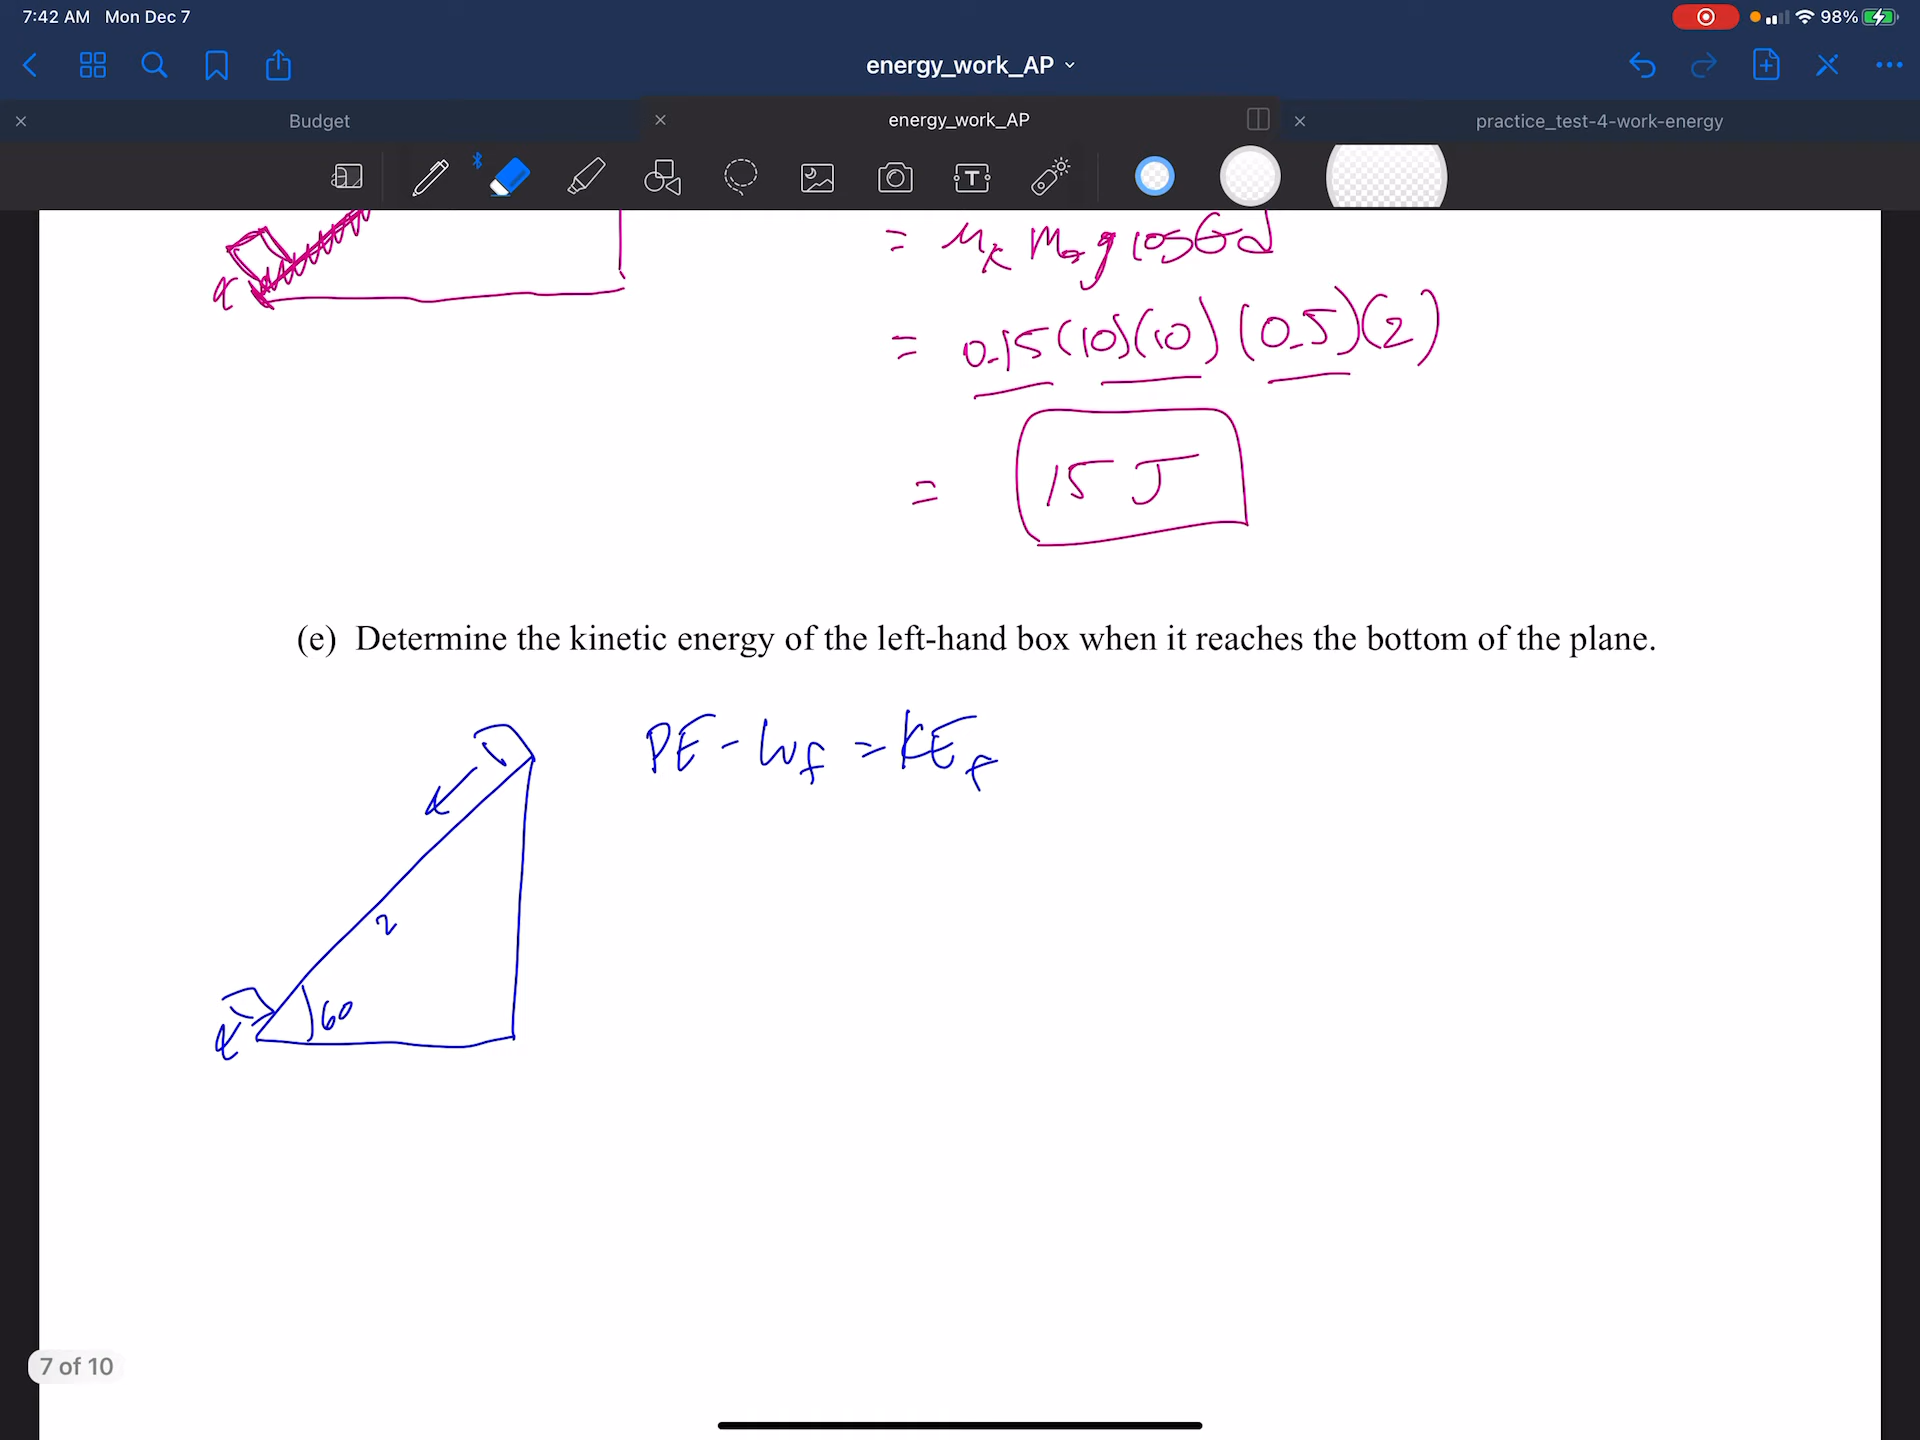 7:42 AM Mon Dec 7
98%
energy_work_AP
Budget
energy_work_AP
practice_test-4-work-energy
T
= μk m g cosθ d
= 0.15(10)(10)(0.5)(2)
= 15 J
(e) Determine the kinetic energy of the left-hand box when it reaches the bottom of the plane.
PE - Wf = KEf
2
60
7 of 10